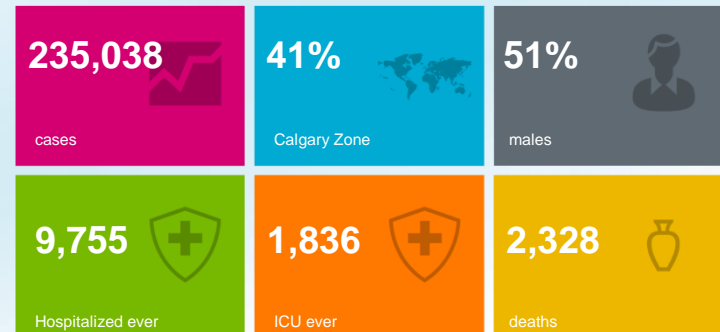 235,038
cases
41%
Calgary Zone
51%
males
9,755
Hospitalized ever
1,836
ICU ever
2,328
deaths